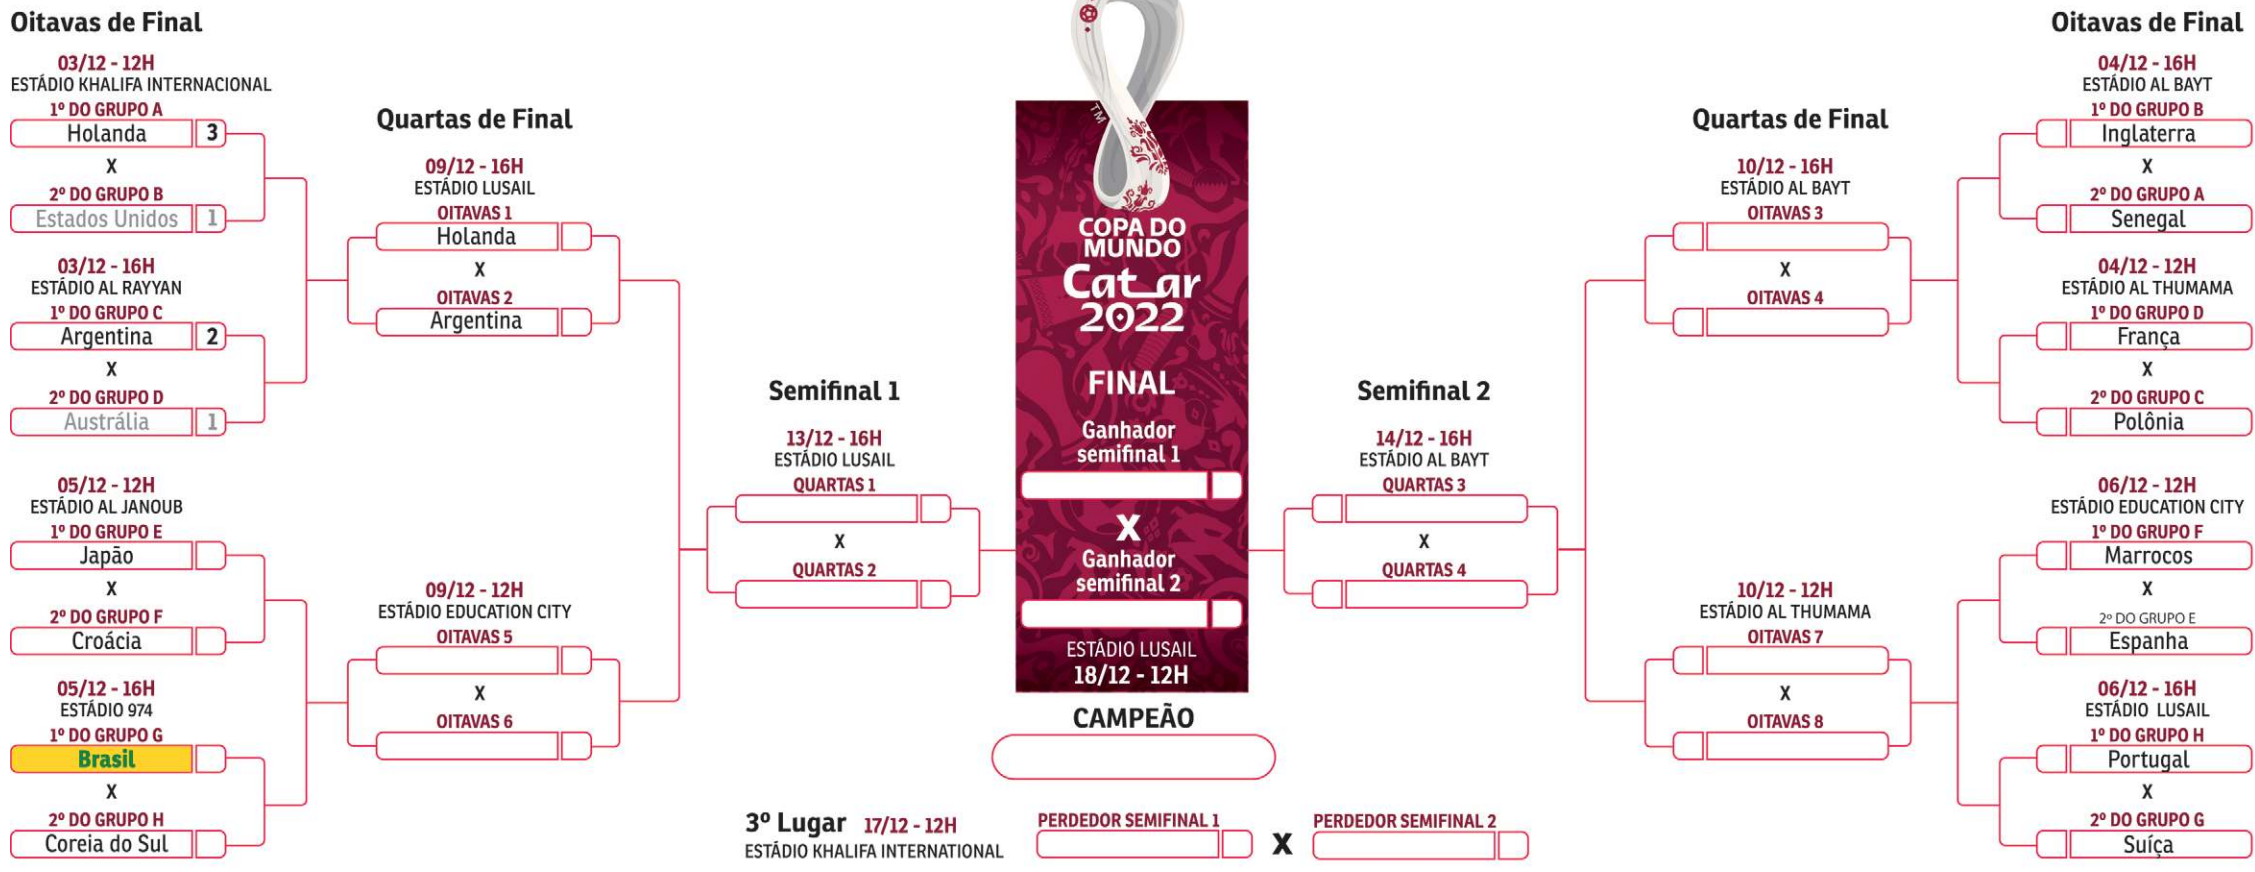 Oitavas de Final
03/12 - 12H
ESTÁDIO KHALIFA INTERNACIONAL
1º DO GRUPO A
Holanda 3
X
2º DO GRUPO B
Estados Unidos 1
03/12 - 16H
ESTÁDIO AL RAYYAN
1º DO GRUPO C
Argentina 2
X
2º DO GRUPO D
Austrália 1
05/12 - 12H
ESTÁDIO AL JANOUB
1º DO GRUPO E
Japão
X
2º DO GRUPO F
Croácia
05/12 - 16H
ESTÁDIO 974
1º DO GRUPO G
Brasil
X
2º DO GRUPO H
Coreia do Sul
Quartas de Final
09/12 - 16H
ESTÁDIO LUSAIL
OITAVAS 1
Holanda
X
OITAVAS 2
Argentina
09/12 - 12H
ESTÁDIO EDUCATION CITY
OITAVAS 5
X
OITAVAS 6
Semifinal 1
13/12 - 16H
ESTÁDIO LUSAIL
QUARTAS 1
X
QUARTAS 2
TM
COPA DO
MUNDO
Catar
2022
FINAL
Ganhador
semifinal 1
X
Ganhador
semifinal 2
ESTÁDIO LUSAIL
18/12 - 12H
CAMPEÃO
3º Lugar 17/12 - 12H
ESTÁDIO KHALIFA INTERNATIONAL
PERDEDOR SEMIFINAL 1
X
PERDEDOR SEMIFINAL 2
Semifinal 2
14/12 - 16H
ESTÁDIO AL BAYT
QUARTAS 3
X
QUARTAS 4
Quartas de Final
10/12 - 16H
ESTÁDIO AL BAYT
OITAVAS 3
X
OITAVAS 4
10/12 - 12H
ESTÁDIO AL THUMAMA
OITAVAS 7
X
OITAVAS 8
Oitavas de Final
04/12 - 16H
ESTÁDIO AL BAYT
1º DO GRUPO B
Inglaterra
X
2º DO GRUPO A
Senegal
04/12 - 12H
ESTÁDIO AL THUMAMA
1º DO GRUPO D
França
X
2º DO GRUPO C
Polônia
06/12 - 12H
ESTÁDIO EDUCATION CITY
1º DO GRUPO F
Marrocos
X
2º DO GRUPO E
Espanha
06/12 - 16H
ESTÁDIO LUSAIL
1º DO GRUPO H
Portugal
X
2º DO GRUPO G
Suíça